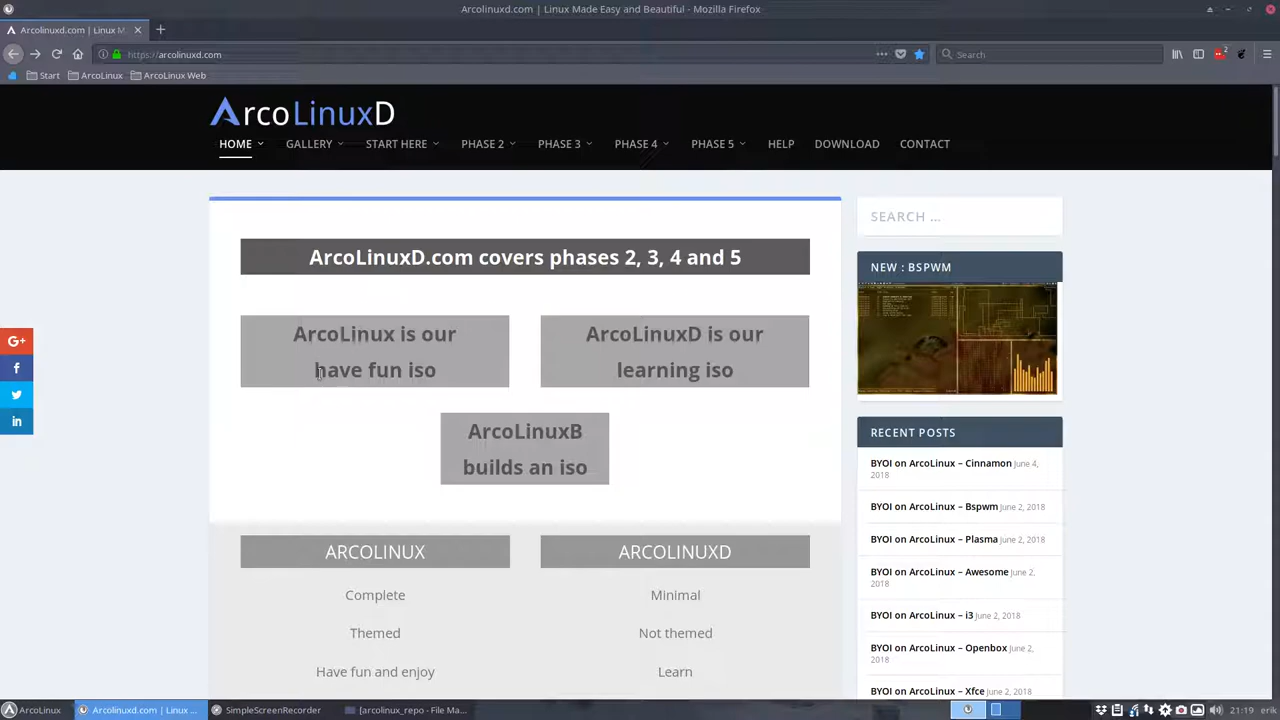 Arcolinuxd.com | Linux Made Easy and Beautiful - Mozilla Firefox
Arcolinuxd.com | Linux M
https://arcolinuxd.com
Search
2
Start
ArcoLinux
ArcoLinux Web
ArcoLinuxD
HOME
GALLERY
START HERE
PHASE 2
PHASE 3
PHASE 4
PHASE 5
HELP
DOWNLOAD
CONTACT
ArcoLinuxD.com covers phases 2, 3, 4 and 5
ArcoLinux is our
have fun iso
ArcoLinuxD is our
learning iso
ArcoLinuxB
builds an iso
ARCOLINUX
Complete
Themed
Have fun and enjoy
ARCOLINUXD
Minimal
Not themed
Learn
SEARCH ...
NEW : BSPWM
RECENT POSTS
BYOI on ArcoLinux – Cinnamon June 4,
2018
BYOI on ArcoLinux – Bspwm June 2, 2018
BYOI on ArcoLinux – Plasma June 2, 2018
BYOI on ArcoLinux – Awesome June 2,
2018
BYOI on ArcoLinux – i3 June 2, 2018
BYOI on ArcoLinux – Openbox June 2,
2018
BYOI on ArcoLinux – Xfce June 2, 2018
G+
f
in
ArcoLinux
Arcolinuxd.com | Linux ...
SimpleScreenRecorder
[arcolinux_repo - File Ma...
21:19
erik